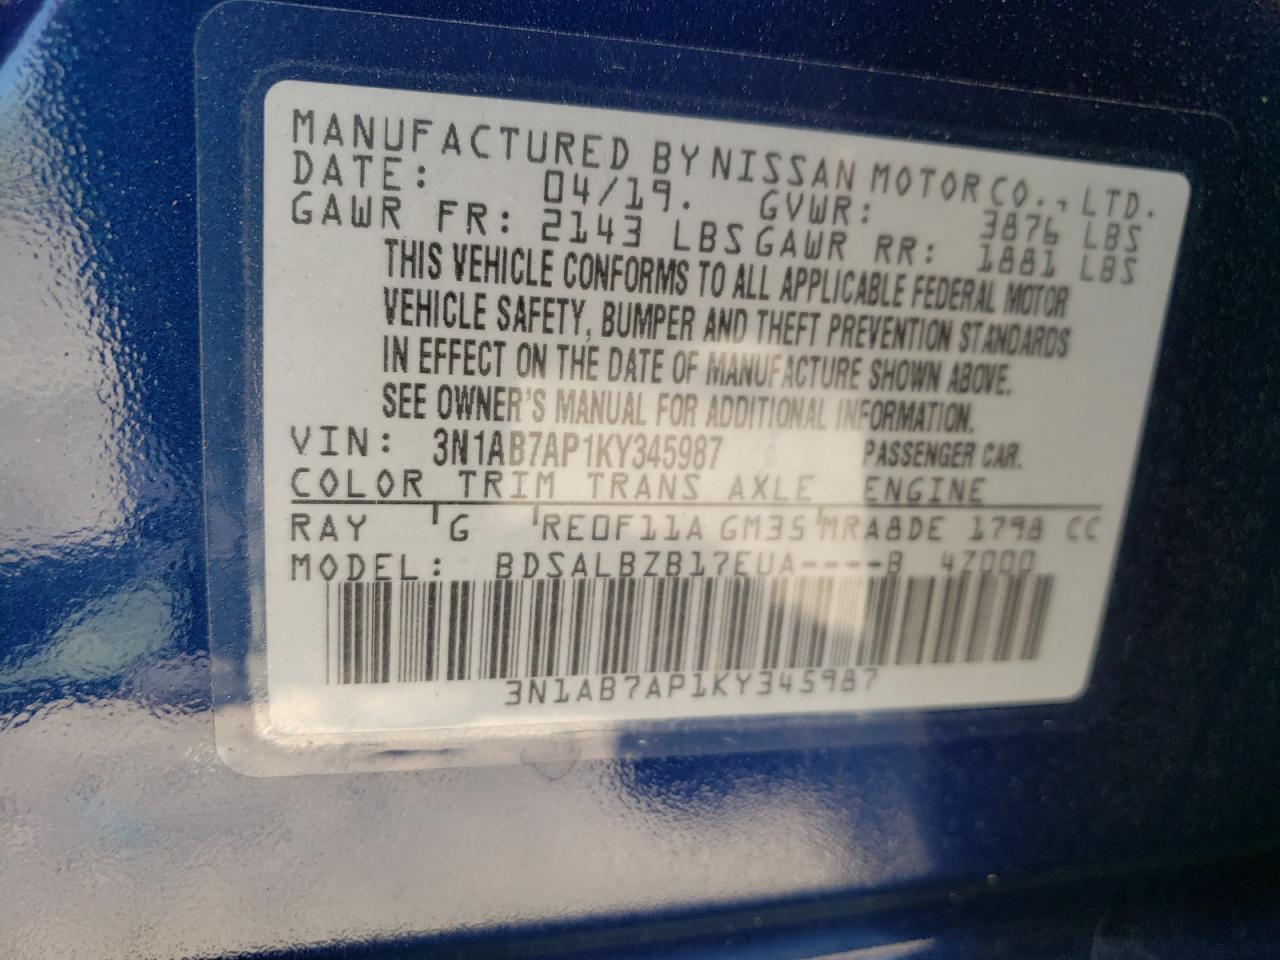 MANUFACTURED BY NISSAN MOTOR CO., LTD.
DATE: 04/19. GVWR: 3876 LBS
GAWR FR: 2143 LBS GAWR RR: 1881 LBS
THIS VEHICLE CONFORMS TO ALL APPLICABLE FEDERAL MOTOR
VEHICLE SAFETY, BUMPER AND THEFT PREVENTION STANDARDS
IN EFFECT ON THE DATE OF MANUFACTURE SHOWN ABOVE.
SEE OWNER'S MANUAL FOR ADDITIONAL INFORMATION.
VIN: 3N1AB7AP1KY345987 PASSENGER CAR.
COLOR TRIM TRANS AXLE ENGINE
RAY G RE0F11A GM35 MRA8DE 1798 CC
MODEL: BDSALBZB17EUA----B 4Z000
3N1AB7AP1KY345987